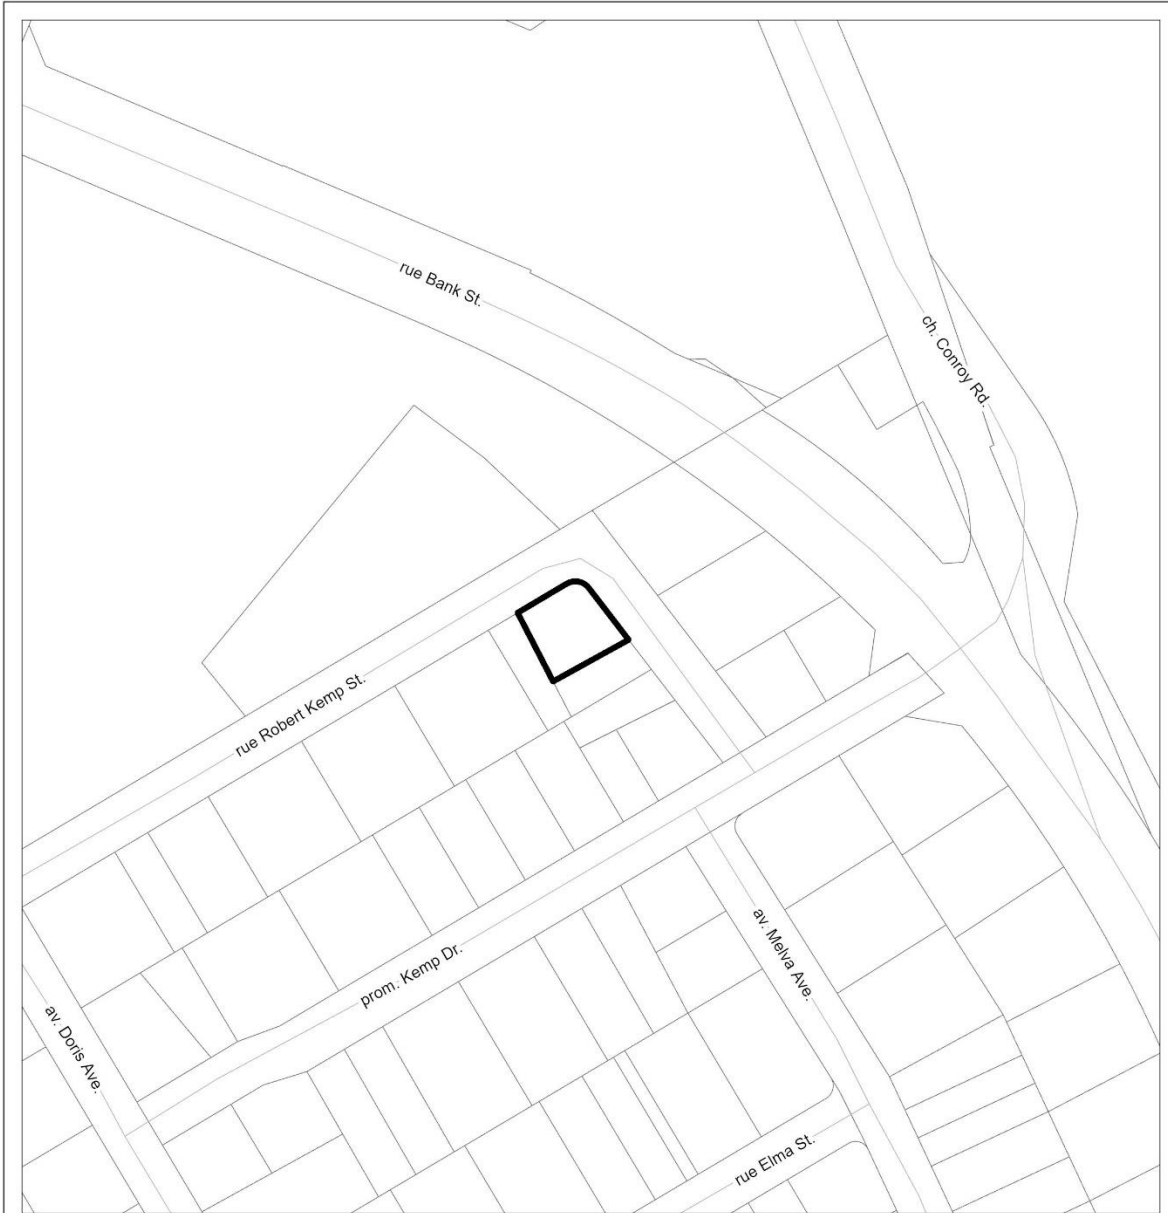 rue Bank St.
ch. Conroy Rd.
rue Robert Kemp St.
av. Melva Ave.
prom. Kemp Dr.
av. Doris Ave.
rue Elma St.